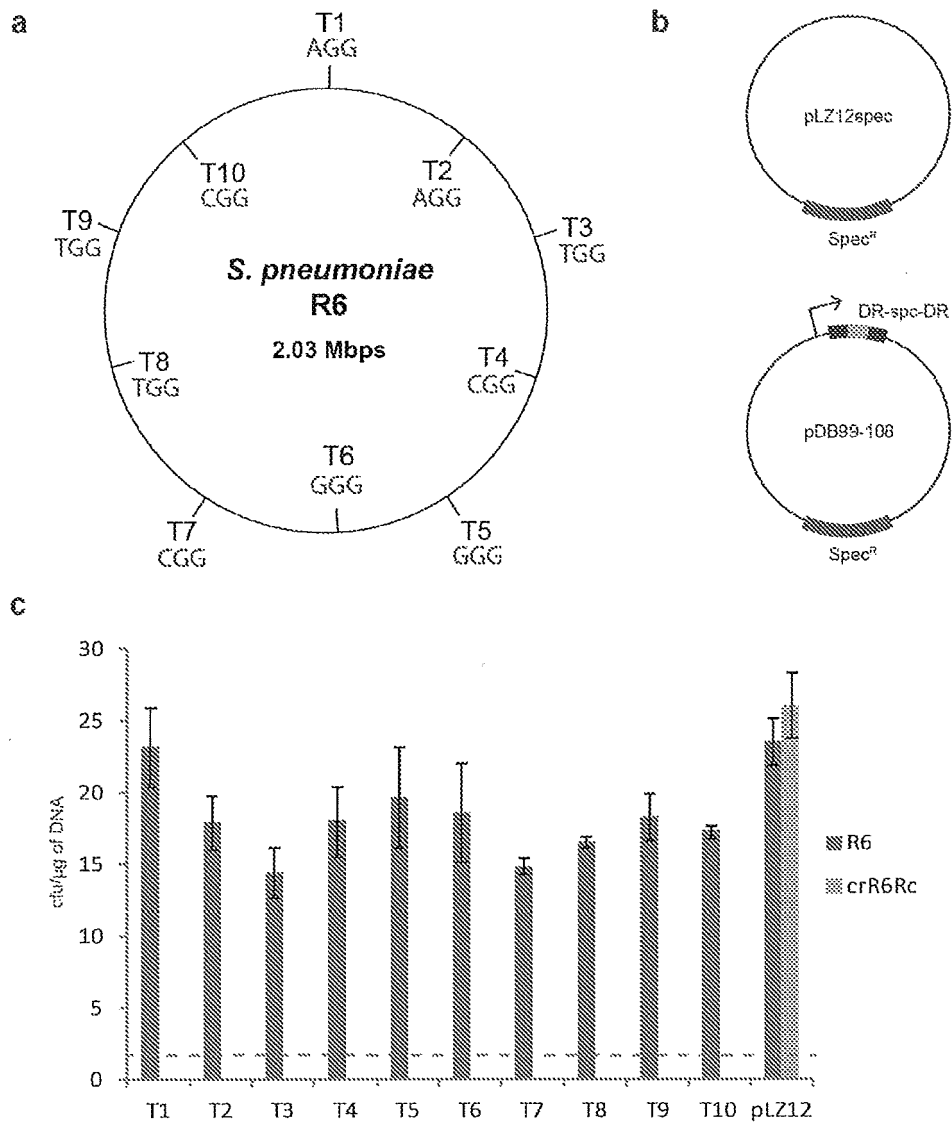 a
T1
AGG
T10
CGG
T2
AGG
T9
TGG
T3
TGG
S. pneumoniae
R6
2.03 Mbps
T8
TGG
T4
CGG
T6
GGG
T7
CGG
T5
GGG
b
pLZ12spec
Specᴿ
DR-spc-DR
pDB99-108
Specᴿ
c
cfu/µg of DNA
30
25
20
15
10
5
0
R6
crR6Rc
T1 T2 T3 T4 T5 T6 T7 T8 T9 T10 pLZ12